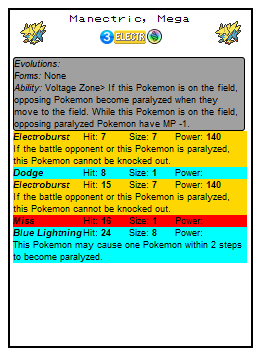 Manectric, Mega
3 ELECTR
Evolutions:
Forms: None
Ability: Voltage Zone> If this Pokemon is on the field,
opposing Pokemon become paralyzed when they
move to the field. While this Pokemon is on the field,
opposing paralyzed Pokemon have MP -1.
Electroburst Hit: 7 Size: 7 Power: 140
If the battle opponent or this Pokemon is paralyzed,
this Pokemon cannot be knocked out.
Dodge Hit: 8 Size: 1 Power:
Electroburst Hit: 15 Size: 7 Power: 140
If the battle opponent or this Pokemon is paralyzed,
this Pokemon cannot be knocked out.
Miss Hit: 16 Size: 1 Power:
Blue Lightning Hit: 24 Size: 8 Power:
This Pokemon may cause one Pokemon within 2 steps
to become paralyzed.